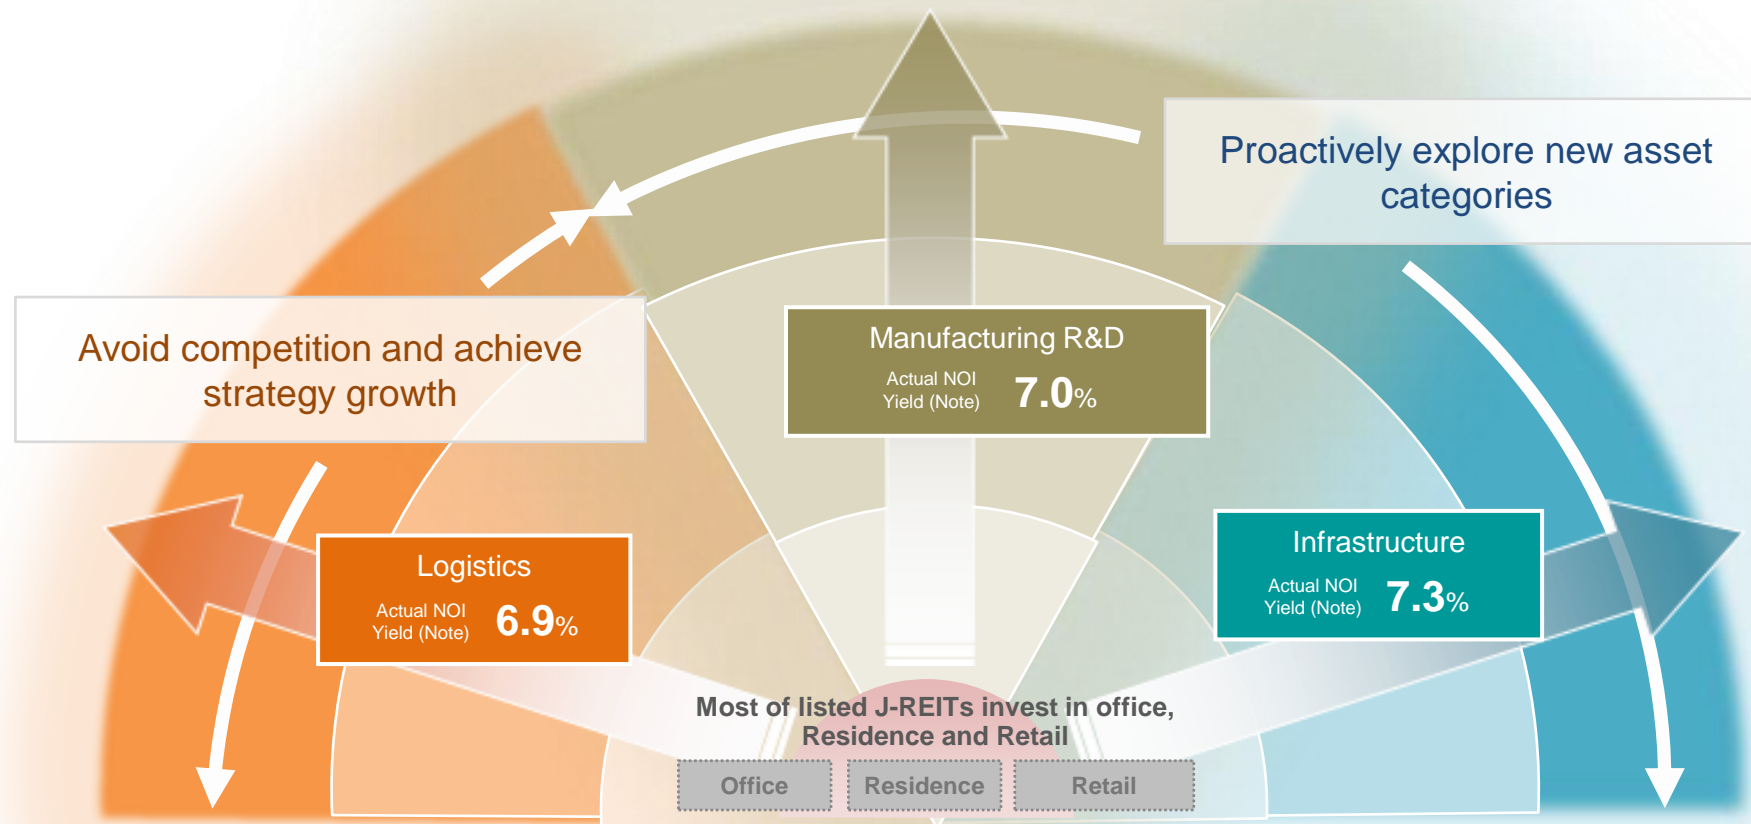 Proactively explore new asset
categories
Avoid competition and achieve
strategy growth
Manufacturing R&D
Actual NOI
Yield (Note)
7.0%
Logistics
Actual NOI
Yield (Note)
6.9%
Infrastructure
Actual NOI
Yield (Note)
7.3%
Most of listed J-REITs invest in office,
Residence and Retail
Office
Residence
Retail